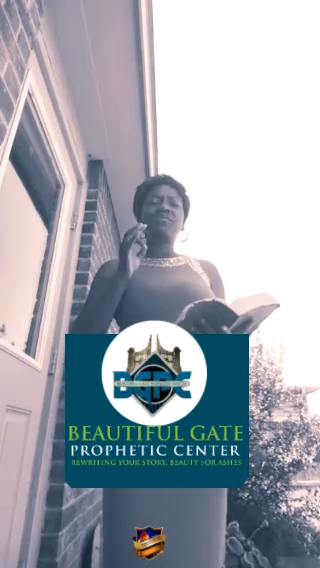 BEAUTIFUL GATE
PROPHETIC CENTER
REWRITING YOUR STORY, BEAUTY FOR ASHES